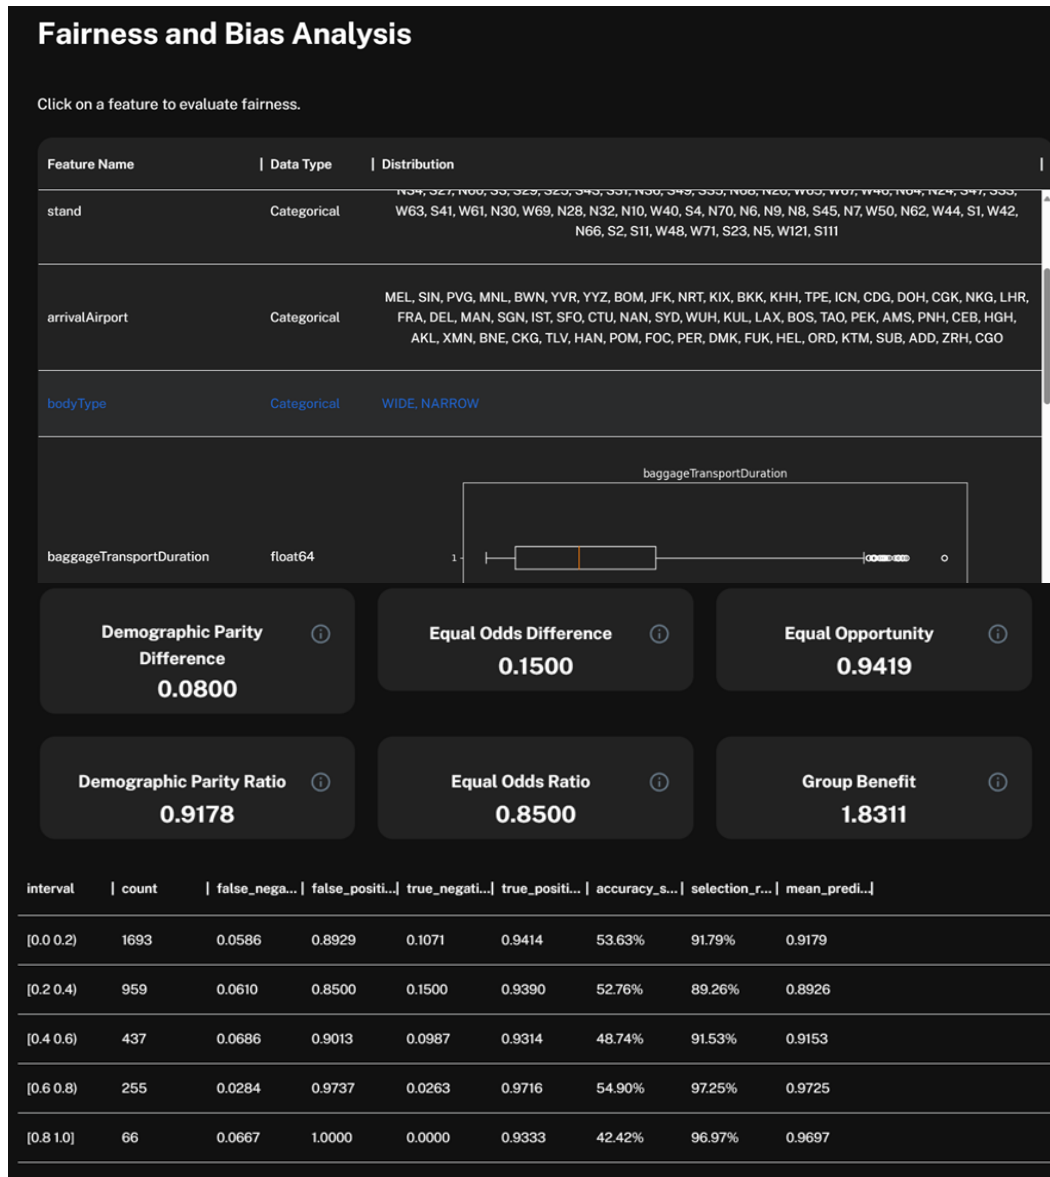 Fairness and Bias Analysis
Click on a feature to evaluate fairness.
Feature Name | Data Type | Distribution |
stand Categorical
W63, S41, W61, N30, W69, N28, N32, N10, W40, S4, N70, N6, N9, N8, S45, N7, W50, N62, W44, S1, W42,
N66, S2, S11, W48, W71, S23, N5, W121, S111
arrivalAirport Categorical
MEL, SIN, PVG, MNL, BWN, YVR, YYZ, BOM, JFK, NRT, KIX, BKK, KHH, TPE, ICN, CDG, DOH, CGK, NKG, LHR,
FRA, DEL, MAN, SGN, IST, SFO, CTU, NAN, SYD, WUH, KUL, LAX, BOS, TAO, PEK, AMS, PNH, CEB, HGH,
AKL, XMN, BNE, CKG, TLV, HAN, POM, FOC, PER, DMK, FUK, HEL, ORD, KTM, SUB, ADD, ZRH, CGO
bodyType Categorical WIDE, NARROW
baggageTransportDuration
baggageTransportDuration float64 1
Demographic Parity
Difference
0.0800
Equal Odds Difference
0.1500
Equal Opportunity
0.9419
Demographic Parity Ratio
0.9178
Equal Odds Ratio
0.8500
Group Benefit
1.8311
interval | count | false_nega... | false_positi... | true_negati... | true_positi... | accuracy_s... | selection_r... | mean_predi... |
[0.0 0.2) 1693 0.0586 0.8929 0.1071 0.9414 53.63% 91.79% 0.9179
[0.2 0.4) 959 0.0610 0.8500 0.1500 0.9390 52.76% 89.26% 0.8926
[0.4 0.6) 437 0.0686 0.9013 0.0987 0.9314 48.74% 91.53% 0.9153
[0.6 0.8) 255 0.0284 0.9737 0.0263 0.9716 54.90% 97.25% 0.9725
[0.8 1.0] 66 0.0667 1.0000 0.0000 0.9333 42.42% 96.97% 0.9697